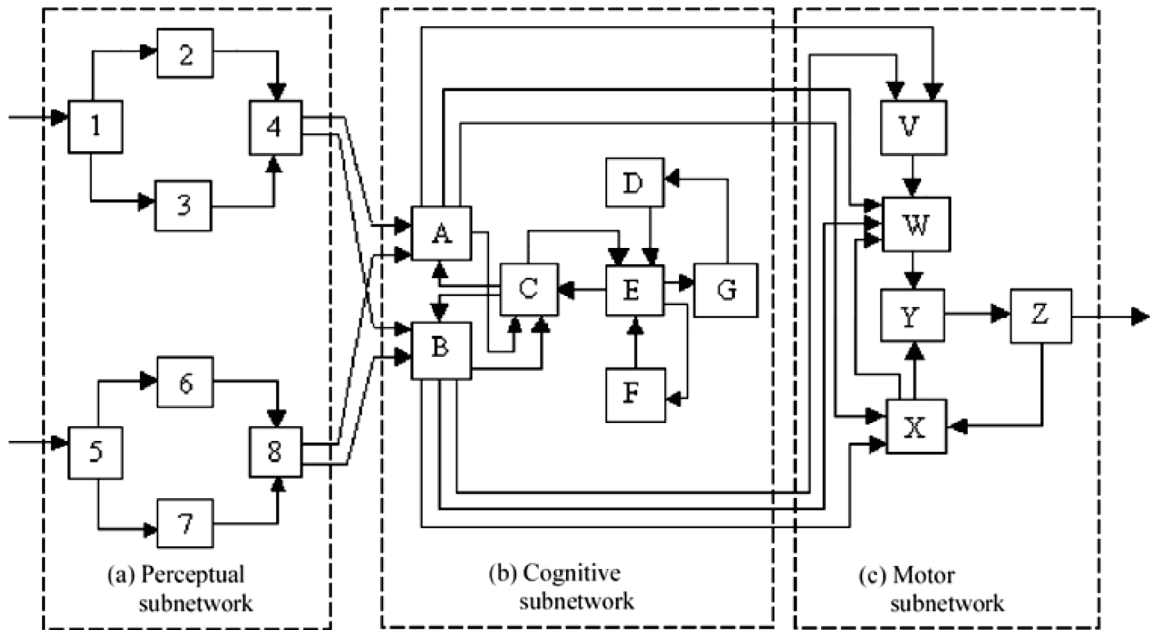 2
1
4
3
6
5
8
7
(a) Perceptual
subnetwork
A
B
C
D
E
F
G
(b) Cognitive
subnetwork
V
W
Y
Z
X
(c) Motor
subnetwork